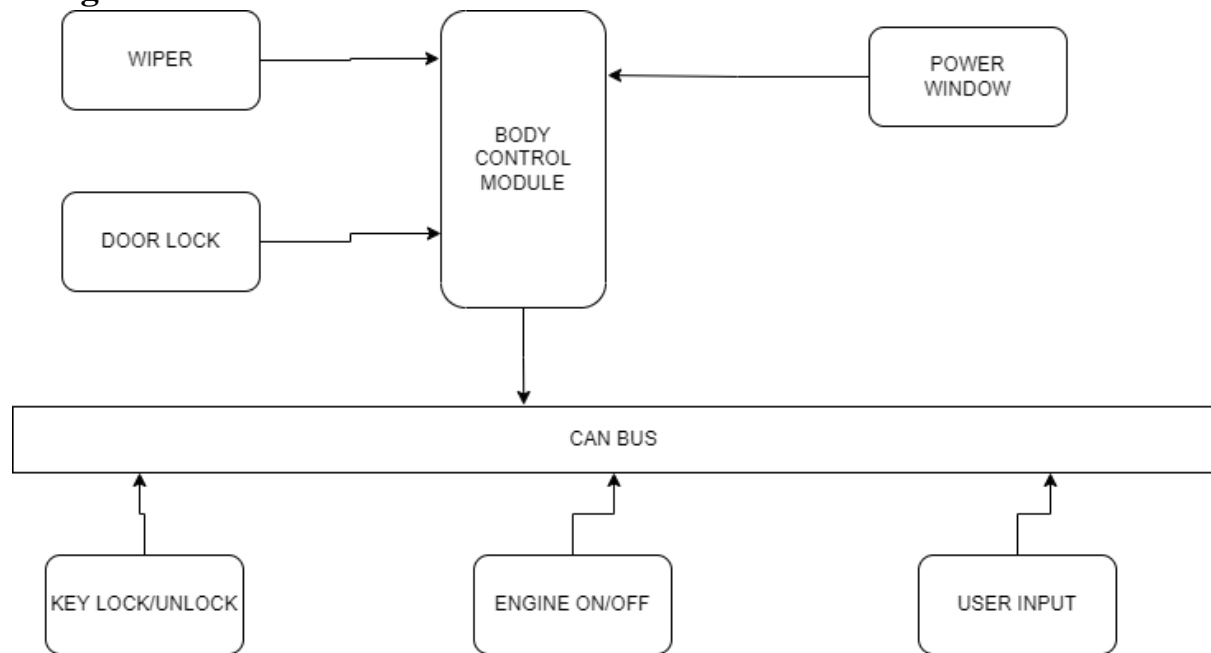 WIPER
POWER
WINDOW
BODY
CONTROL
MODULE
DOOR LOCK
CAN BUS
KEY LOCK/UNLOCK
ENGINE ON/OFF
USER INPUT